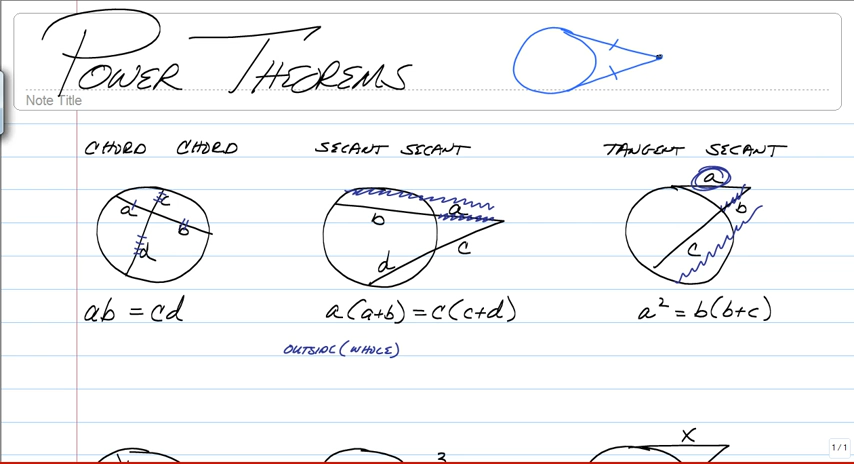 POWER THEOREMS
Note Title
CHORD CHORD SECANT SECANT TANGENT SECANT
a c b d
b a d c
a b c
ab = cd a(a+b) = c(c+d) a² = b(b+c)
OUTSIDE (WHOLE)
x
3
1/1